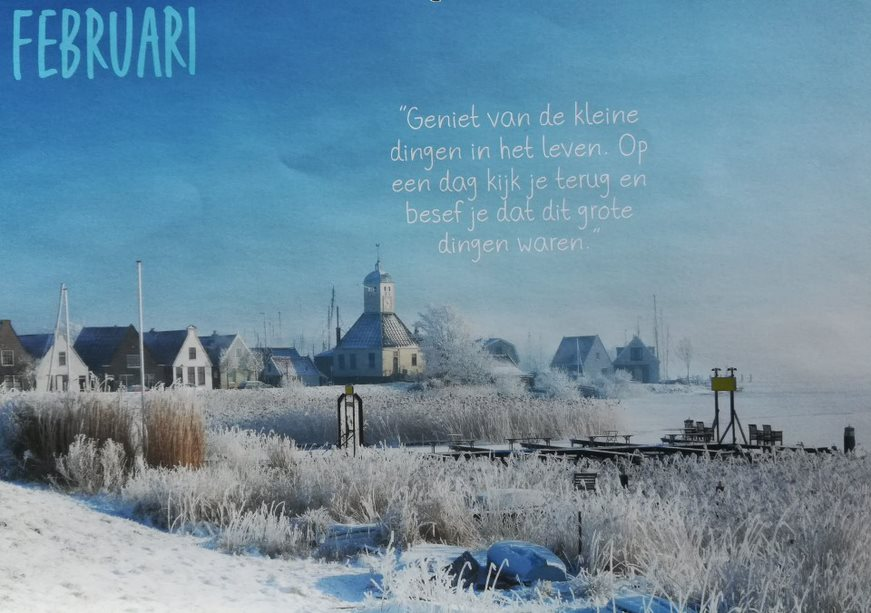 FEBRUARI
"Geniet van de kleine
dingen in het leven. Op
een dag kijk je terug en
besef je dat dit grote
dingen waren."